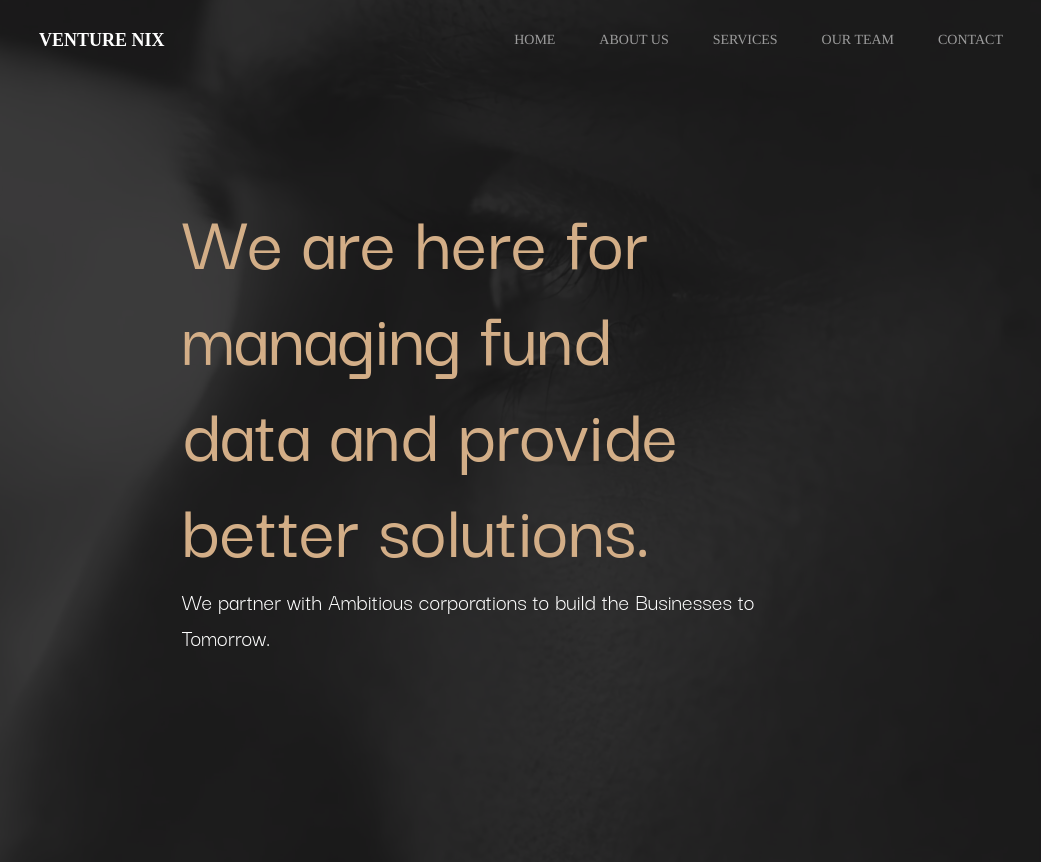 VENTURE NIX
HOME ABOUT US SERVICES OUR TEAM CONTACT
We are here for
managing fund
data and provide
better solutions.
We partner with Ambitious corporations to build the Businesses to
Tomorrow.